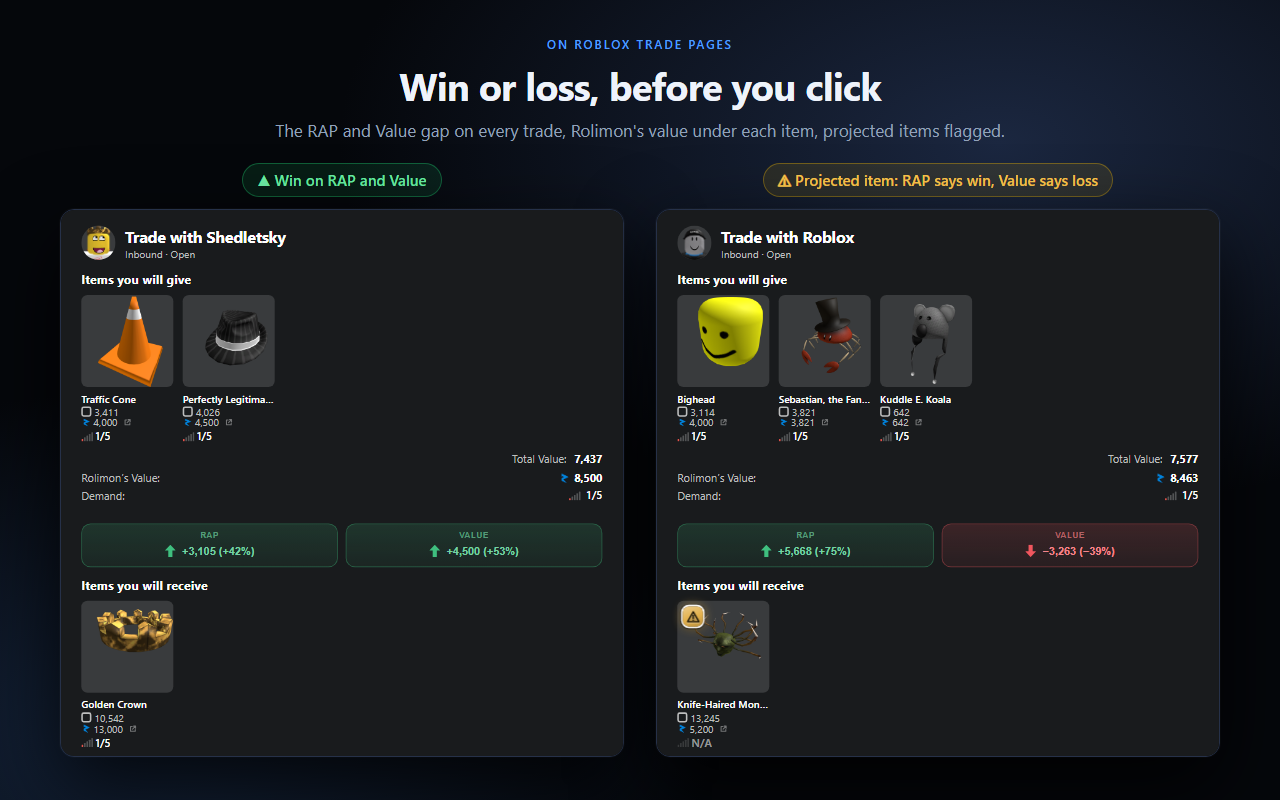 ON ROBLOX TRADE PAGES
Win or loss, before you click
The RAP and Value gap on every trade, Rolimon's value under each item, projected items flagged.
Win on RAP and Value
Trade with Shedletsky
Inbound · Open
Items you will give
Traffic Cone
3,411
4,000
1/5
Perfectly Legitima...
4,026
4,500
1/5
Total Value: 7,437
Rolimon's Value: 8,500
Demand: 1/5
RAP
+3,105 (+42%)
VALUE
+4,500 (+53%)
Items you will receive
Golden Crown
10,542
13,000
1/5
Projected item: RAP says win, Value says loss
Trade with Roblox
Inbound · Open
Items you will give
Bighead
3,114
4,000
1/5
Sebastian, the Fan...
3,821
3,821
1/5
Kuddle E. Koala
642
642
1/5
Total Value: 7,577
Rolimon's Value: 8,463
Demand: 1/5
RAP
+5,668 (+75%)
VALUE
−3,263 (−39%)
Items you will receive
Knife-Haired Mon...
13,245
5,200
N/A